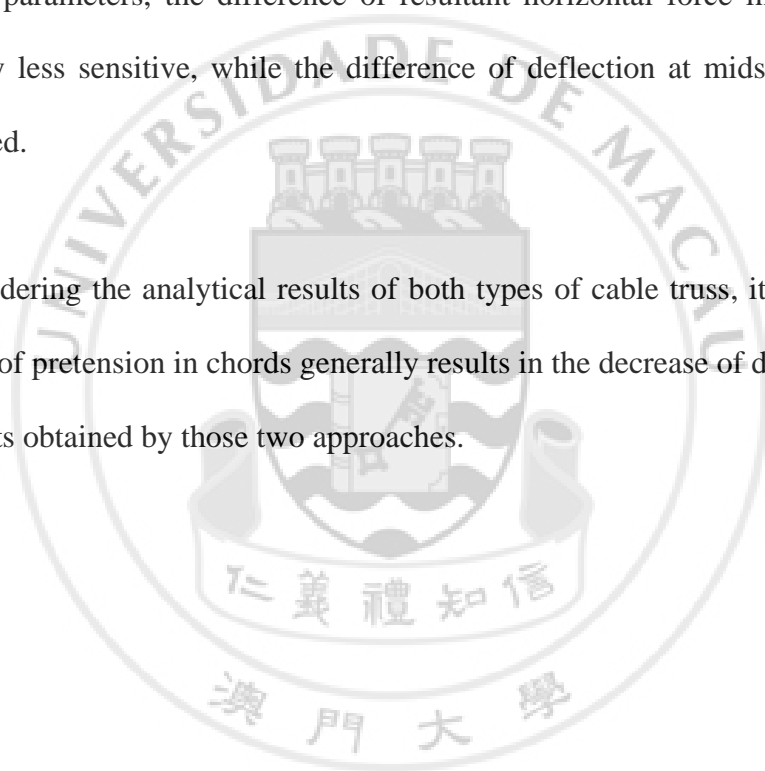 parameters, the difference of resultant horizontal force in
less sensitive, while the difference of deflection at mids
ed.
dering the analytical results of both types of cable truss, it
of pretension in chords generally results in the decrease of d
ts obtained by those two approaches.
UNIVERSIDADE DE MACAU
仁義禮知信
澳門大學